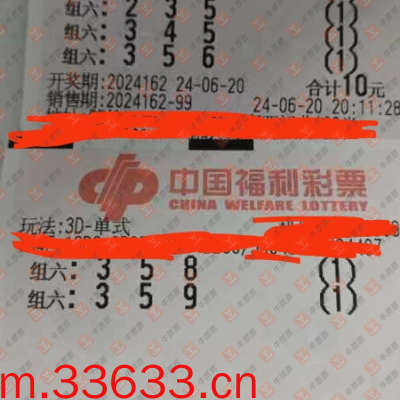 组六: 2 3 5 (1)
组六: 3 4 5 (1)
组六: 3 5 6 (1)
开奖期:2024162 24-06-20 合计10元
销售期:2024162-99 24-06-20 20:11:28
中国福利彩票
CHINA WELFARE LOTTERY
玩法:3D-单式
组六: 3 5 8 (1)
组六: 3 5 9 (1)
m.33633.cn